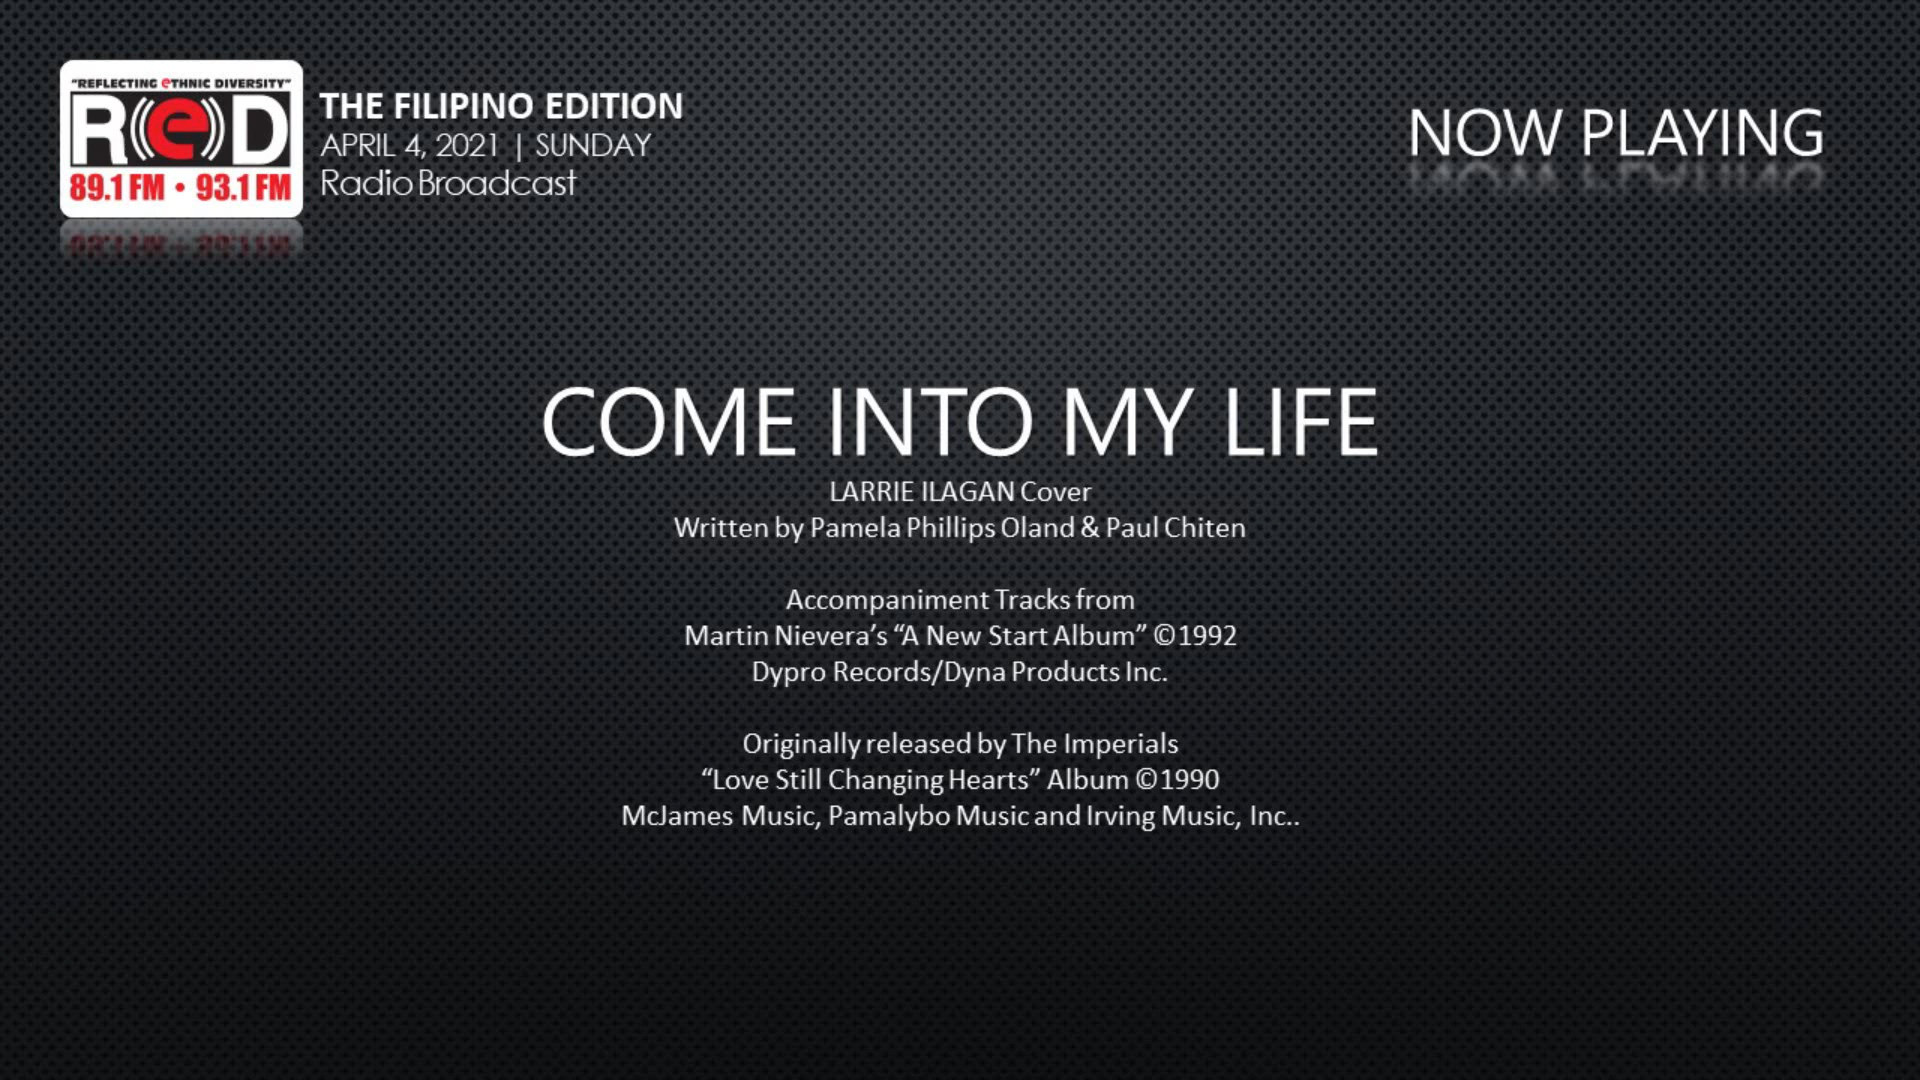 "REFLECTING eTHNIC DIVERSITY"
R((e))D
89.1 FM • 93.1 FM
THE FILIPINO EDITION
APRIL 4, 2021 | SUNDAY
Radio Broadcast
NOW PLAYING
COME INTO MY LIFE
LARRIE ILAGAN Cover
Written by Pamela Phillips Oland & Paul Chiten
Accompaniment Tracks from
Martin Nievera’s “A New Start Album” ©1992
Dypro Records/Dyna Products Inc.
Originally released by The Imperials
“Love Still Changing Hearts” Album ©1990
McJames Music, Pamalybo Music and Irving Music, Inc..